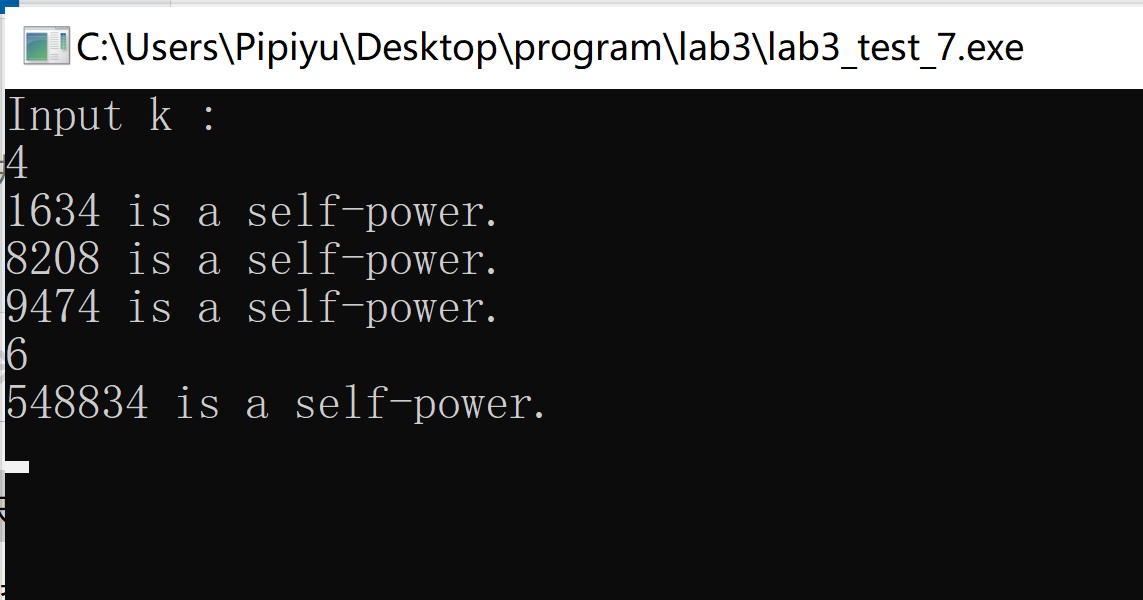 C:\Users\Pipiyu\Desktop\program\lab3\lab3_test_7.exe
Input k :
4
1634 is a self-power.
8208 is a self-power.
9474 is a self-power.
6
548834 is a self-power.